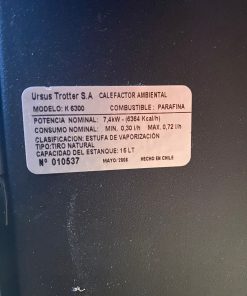 Ursus Trotter S.A CALEFACTOR AMBIENTAL
MODELO: K 6300 COMBUSTIBLE : PARAFINA
POTENCIA NOMINAL: 7,4kW - (6364 Kcal/h)
CONSUMO NOMINAL: MIN. 0,30 l/h MAX. 0,72 l/h
CLASIFICACION: ESTUFA DE VAPORIZACIÓN
TIPO:TIRO NATURAL
CAPACIDAD DEL ESTANQUE: 15 LT
Nº 010537 MAYO/2006 HECHO EN CHILE